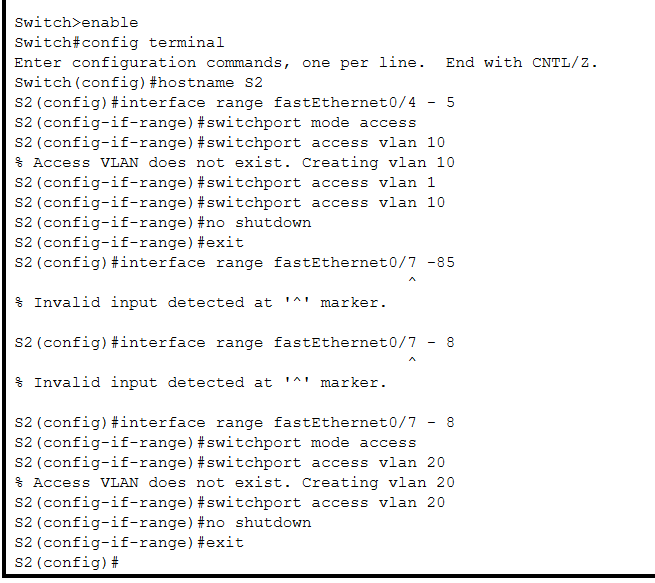 Switch>enable
Switch#config terminal
Enter configuration commands, one per line.  End with CNTL/Z.
Switch(config)#hostname S2
S2(config)#interface range fastEthernet0/4 - 5
S2(config-if-range)#switchport mode access
S2(config-if-range)#switchport access vlan 10
% Access VLAN does not exist. Creating vlan 10
S2(config-if-range)#switchport access vlan 1
S2(config-if-range)#switchport access vlan 10
S2(config-if-range)#no shutdown
S2(config-if-range)#exit
S2(config)#interface range fastEthernet0/7 -85
^
% Invalid input detected at '^' marker.
S2(config)#interface range fastEthernet0/7 - 8
^
% Invalid input detected at '^' marker.
S2(config)#interface range fastEthernet0/7 - 8
S2(config-if-range)#switchport mode access
S2(config-if-range)#switchport access vlan 20
% Access VLAN does not exist. Creating vlan 20
S2(config-if-range)#switchport access vlan 20
S2(config-if-range)#no shutdown
S2(config-if-range)#exit
S2(config)#